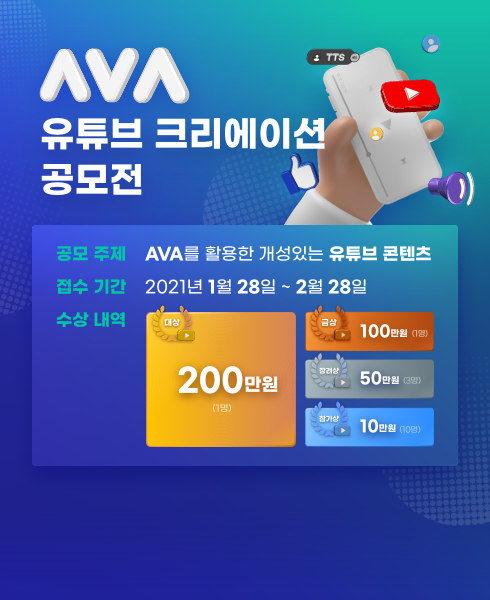 TTS
AVA
유튜브 크리에이션
공모전
공모 주제 AVA를 활용한 개성있는 유튜브 콘텐츠
접수 기간 2021년 1월 28일 ~ 2월 28일
수상 내역
대상
200만원
(1명)
금상
100만원 (1명)
장려상
50만원 (3명)
참가상
10만원 (10명)